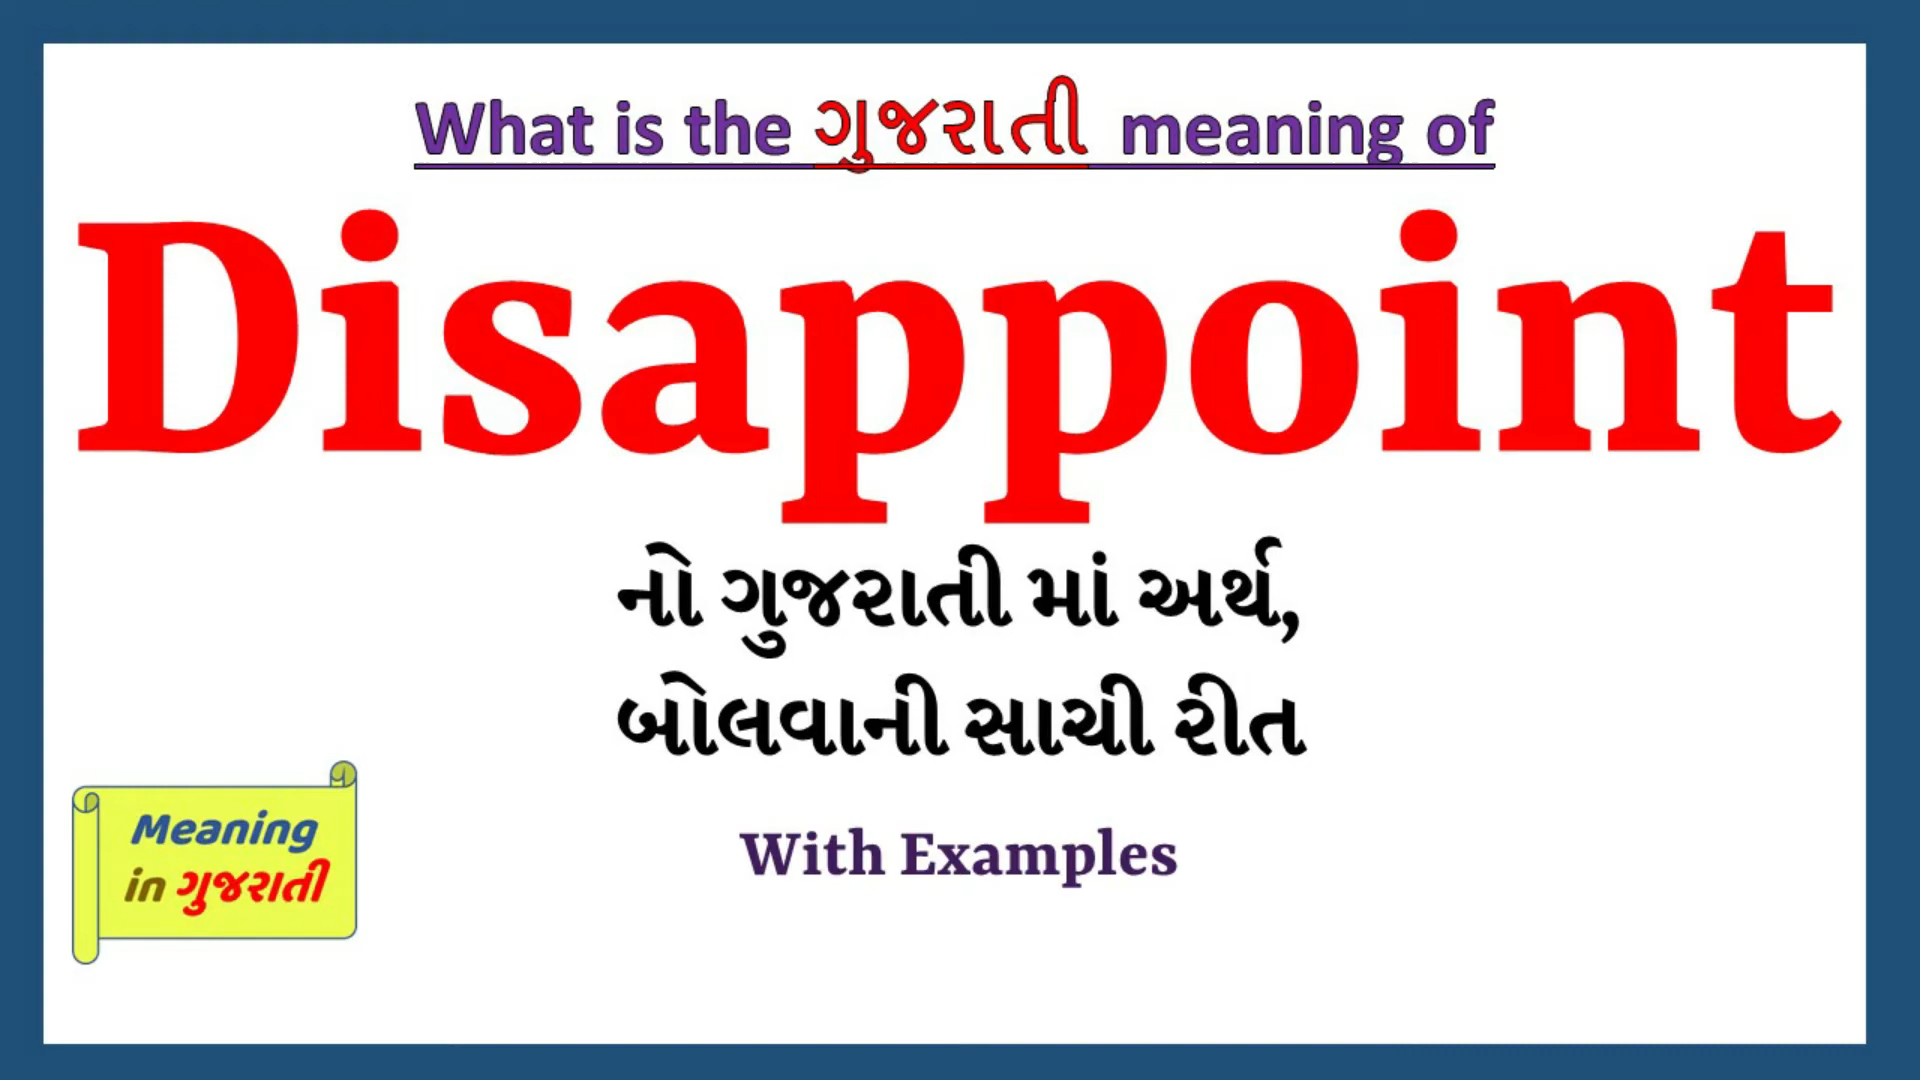 What is the ગુજરાતી meaning of
Disappoint
નો ગુજરાતી માં અર્થ,
બોલવાની સાચી રીત
Meaning
in ગુજરાતી
With Examples